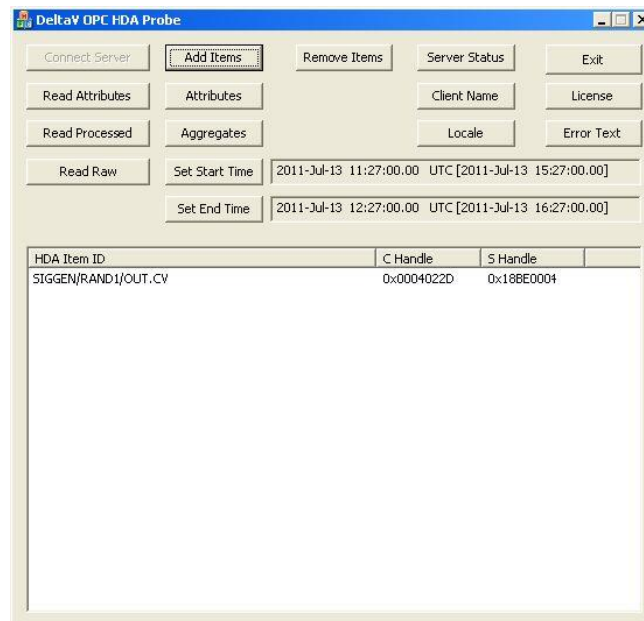 DeltaV OPC HDA Probe
Connect Server Add Items Remove Items Server Status Exit
Read Attributes Attributes Client Name License
Read Processed Aggregates Locale Error Text
Read Raw Set Start Time 2011-Jul-13 11:27:00.00 UTC [2011-Jul-13 15:27:00.00]
Set End Time 2011-Jul-13 12:27:00.00 UTC [2011-Jul-13 16:27:00.00]
HDA Item ID C Handle S Handle
SIGGEN/RAND1/OUT.CV 0x0004022D 0x18BE0004